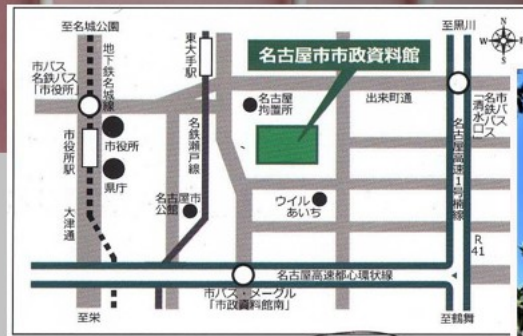 至名城公園
東大手駅
至黒川
N
W
E
S
市バス
名鉄バス
「市役所」
地下鉄名城線
名古屋市市政資料館
名古屋
拘置所
出来町通
市バス
名鉄バス
「清水口」
市役所
市役所駅
県庁
名鉄瀬戸線
名古屋高速1号楠線
大津通
名古屋市
公館
ウイル
あいち
R
41
名古屋高速都心環状線
市バス・メーグル
「市政資料館南」
至栄
至鶴舞